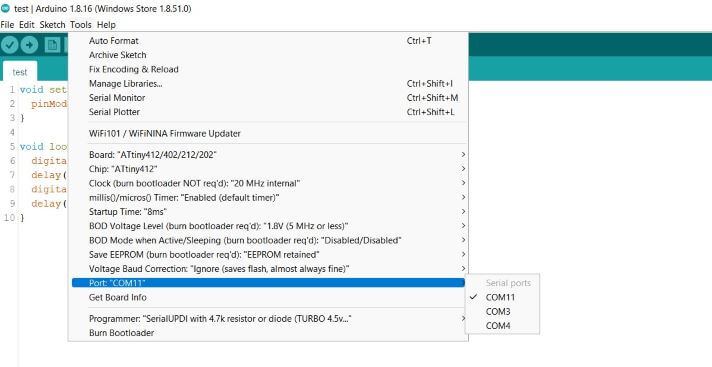 test | Arduino 1.8.16 (Windows Store 1.8.51.0)
File Edit Sketch Tools Help
test
1 void set
2 pinMod
3 }
4
5 void loo
6 digita
7 delay(
8 digita
9 delay(
10 }
Auto Format Ctrl+T
Archive Sketch
Fix Encoding & Reload
Manage Libraries... Ctrl+Shift+I
Serial Monitor Ctrl+Shift+M
Serial Plotter Ctrl+Shift+L
WiFi101 / WiFiNINA Firmware Updater
Board: "ATtiny412/402/212/202"
Chip: "ATtiny412"
Clock (burn bootloader NOT req'd): "20 MHz internal"
millis()/micros() Timer: "Enabled (default timer)"
Startup Time: "8ms"
BOD Voltage Level (burn bootloader req'd): "1.8V (5 MHz or less)"
BOD Mode when Active/Sleeping (burn bootloader req'd): "Disabled/Disabled"
Save EEPROM (burn bootloader req'd): "EEPROM retained"
Voltage Baud Correction: "Ignore (saves flash, almost always fine)"
Port: "COM11"
Get Board Info
Programmer: "SerialUPDI with 4.7k resistor or diode (TURBO 4.5v..."
Burn Bootloader
Serial ports
COM11
COM3
COM4